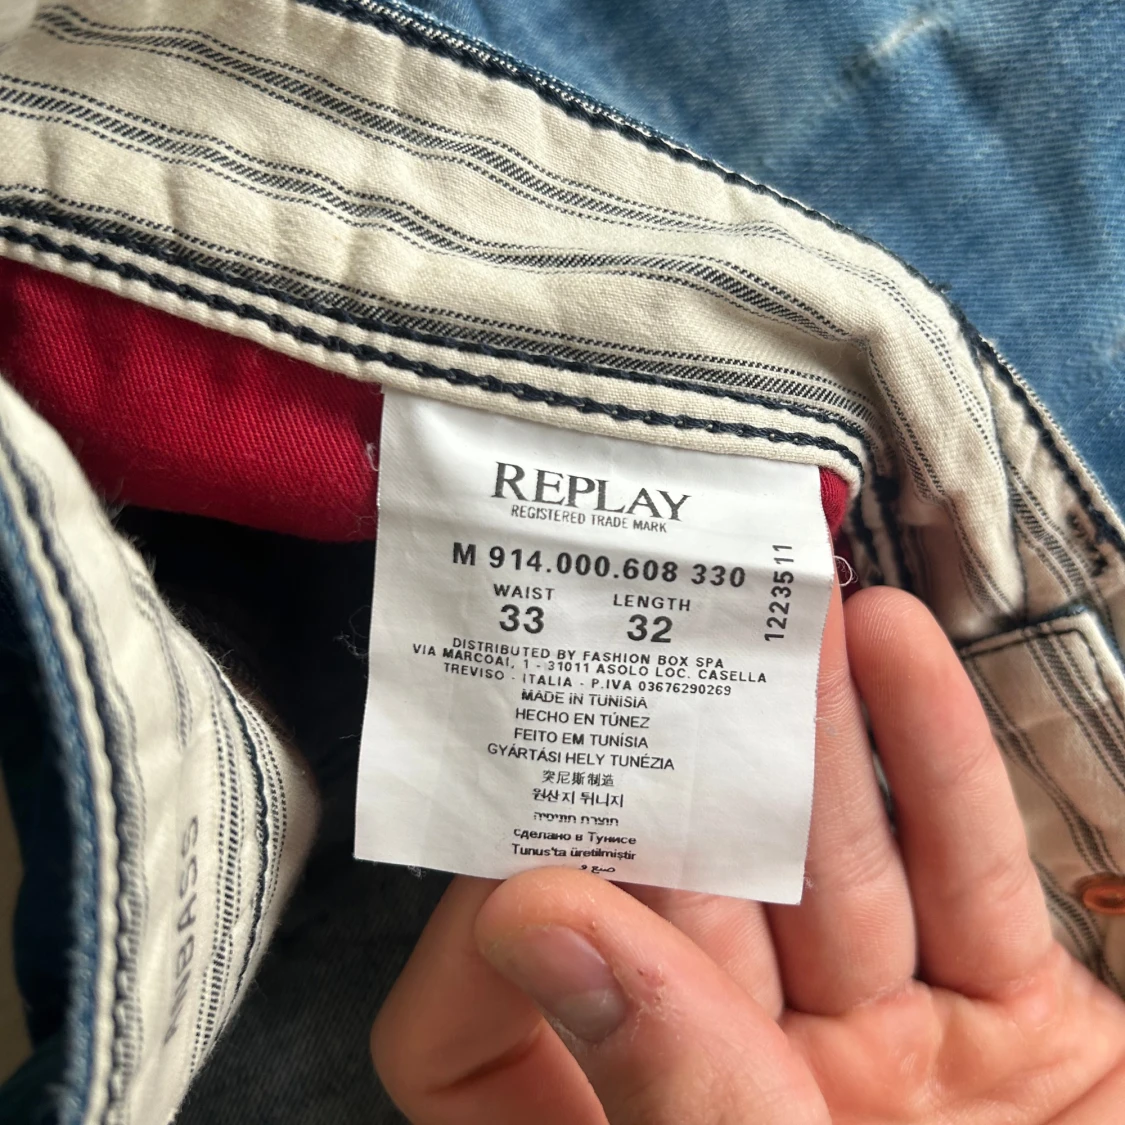 REPLAY
REGISTERED TRADE MARK
M 914.000.608 330
WAIST LENGTH
33 32
1223511
DISTRIBUTED BY FASHION BOX SPA
VIA MARCOAI, 1 - 31011 ASOLO LOC. CASELLA
TREVISO - ITALIA - P.IVA 03676290269
MADE IN TUNISIA
HECHO EN TÚNEZ
FEITO EM TUNÍSIA
GYÁRTÁSI HELY TUNÉZIA
突尼斯制造
원산지 튀니지
сделано в Тунисе
Tunus'ta üretilmiştir
NBASS